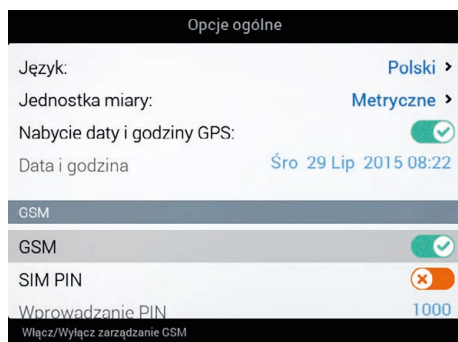 Opcje ogólne
Język: Polski >
Jednostka miary: Metryczne >
Nabycie daty i godziny GPS:
Data i godzina Śro 29 Lip 2015 08:22
GSM
GSM
SIM PIN
Wprowadzanie PIN 1000
Włącz/Wyłącz zarządzanie GSM